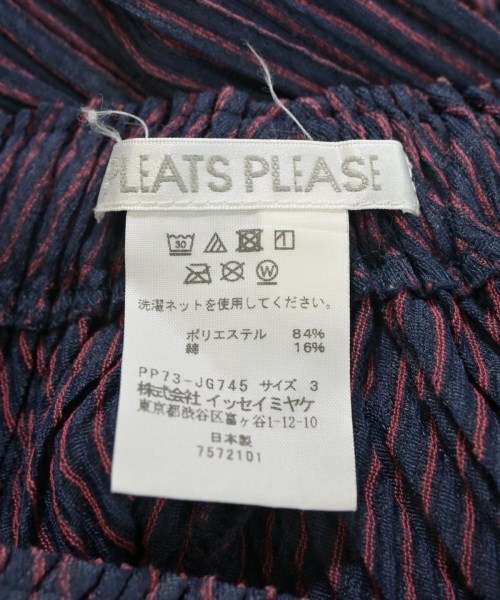 PLEATS PLEASE
30
W
洗濯ネットを使用してください。
ポリエステル 84%
綿 16%
PP73-JG745 サイズ 3
株式会社 イッセイミヤケ
東京都渋谷区富ヶ谷1-12-10
日本製
7572101